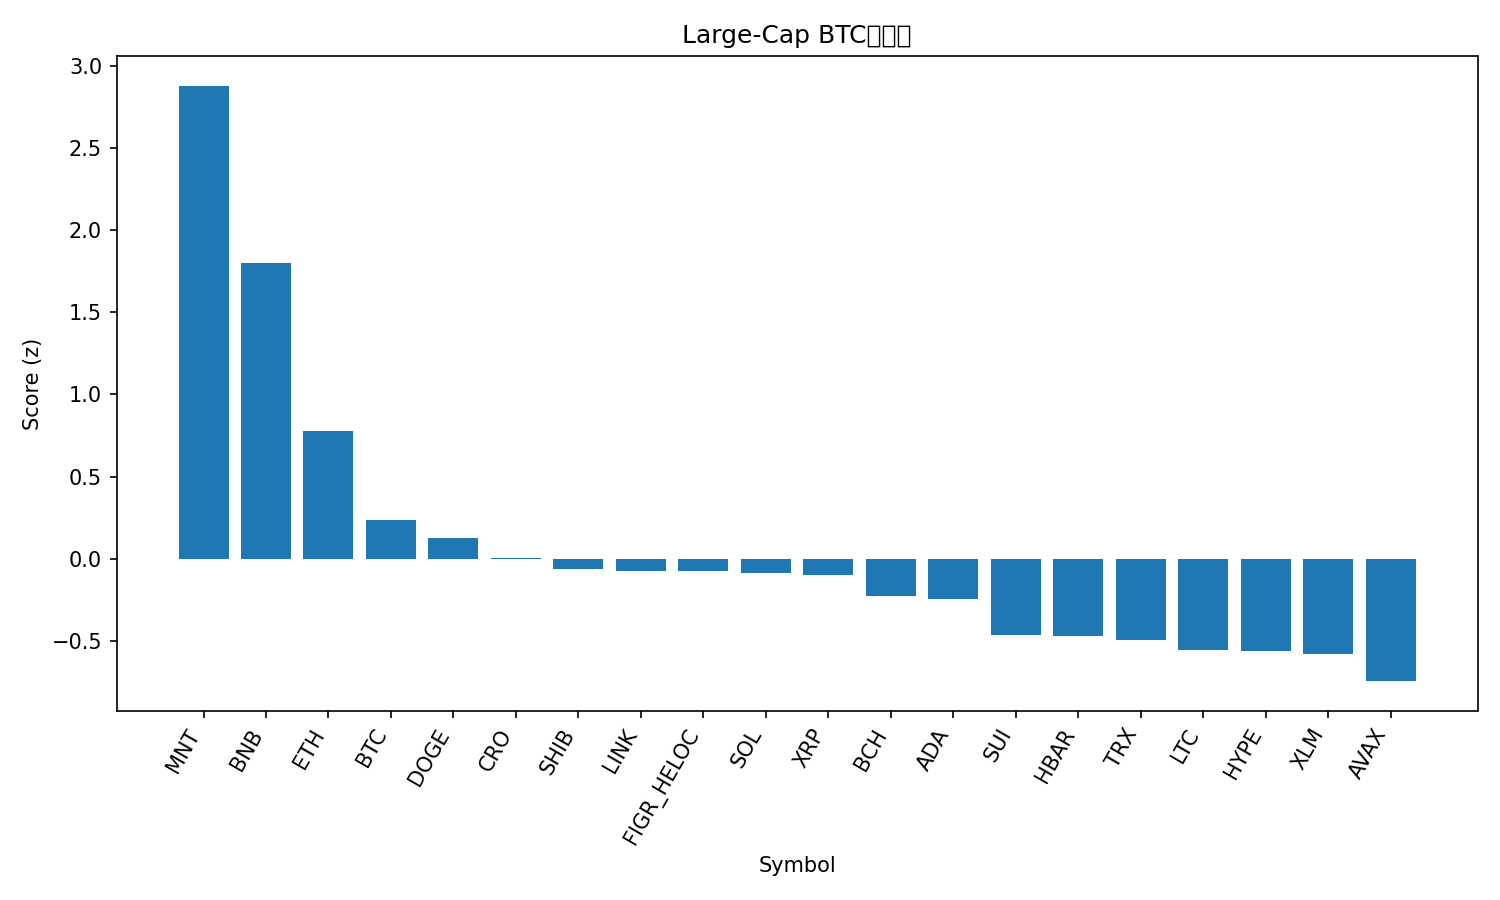 Large-Cap BTC
3.0
2.5
2.0
1.5
1.0
0.5
0.0
−0.5
Score (z)
MNT
BNB
ETH
BTC
DOGE
CRO
SHIB
LINK
FIGR_HELOC
SOL
XRP
BCH
ADA
SUI
HBAR
TRX
LTC
HYPE
XLM
AVAX
Symbol